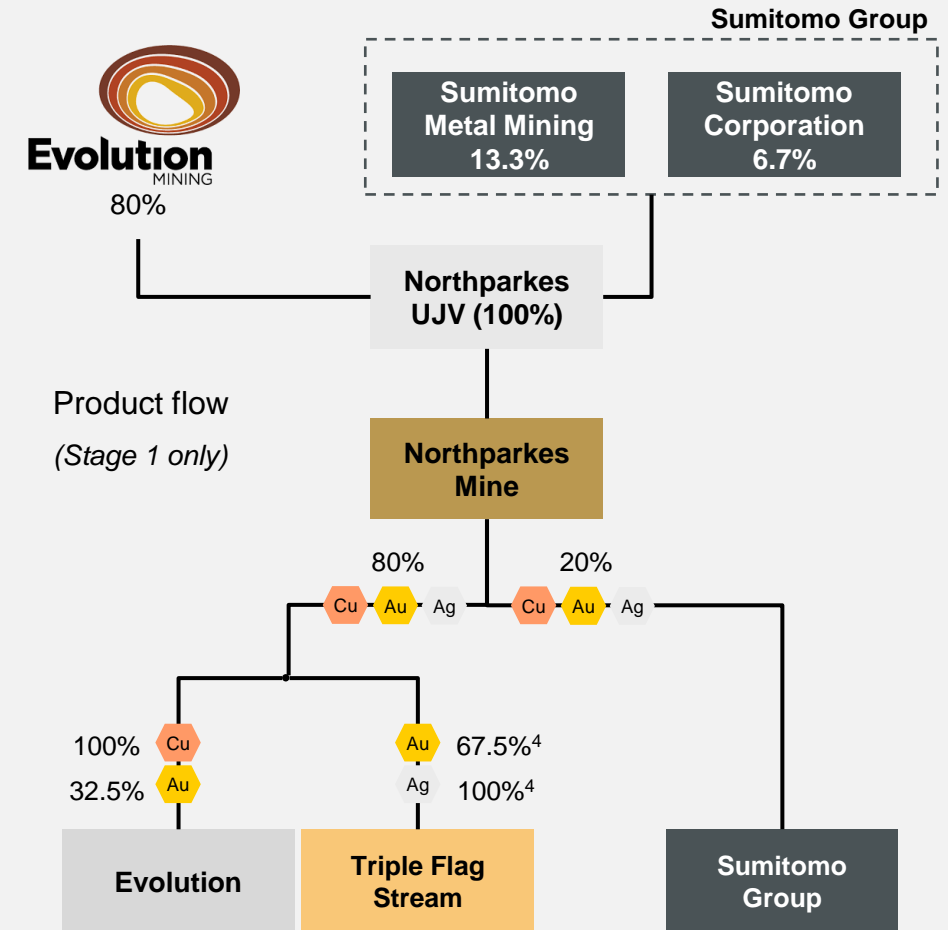 Sumitomo Group
Evolution
MINING
80%
Sumitomo
Metal Mining
13.3%
Sumitomo
Corporation
6.7%
Northparkes
UJV (100%)
Product flow
(Stage 1 only)
Northparkes
Mine
80%
20%
Cu Au Ag Cu Au Ag
100% Cu Au 67.5%⁴
32.5% Au Ag 100%⁴
Evolution
Triple Flag
Stream
Sumitomo
Group